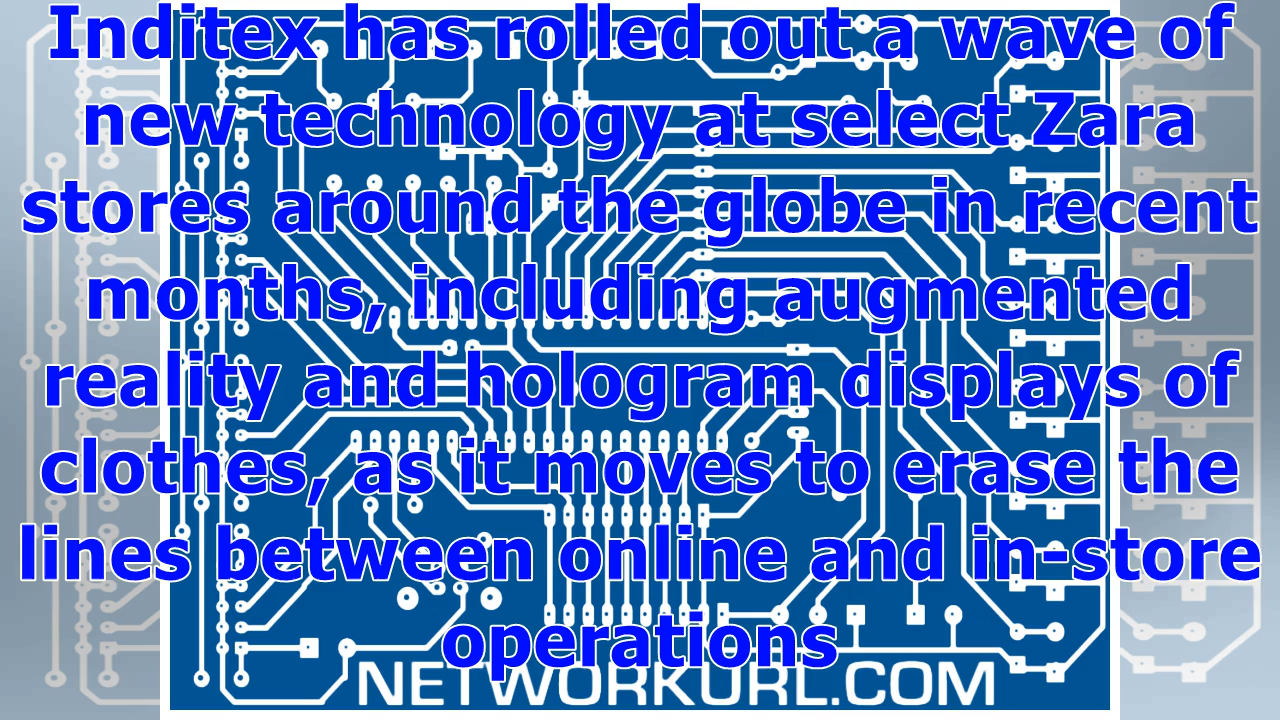 Inditex has rolled out a wave of
new technology at select Zara
stores around the globe in recent
months, including augmented
reality and hologram displays of
clothes, as it moves to erase the
lines between online and in-store
operations
NETWORKURL.COM